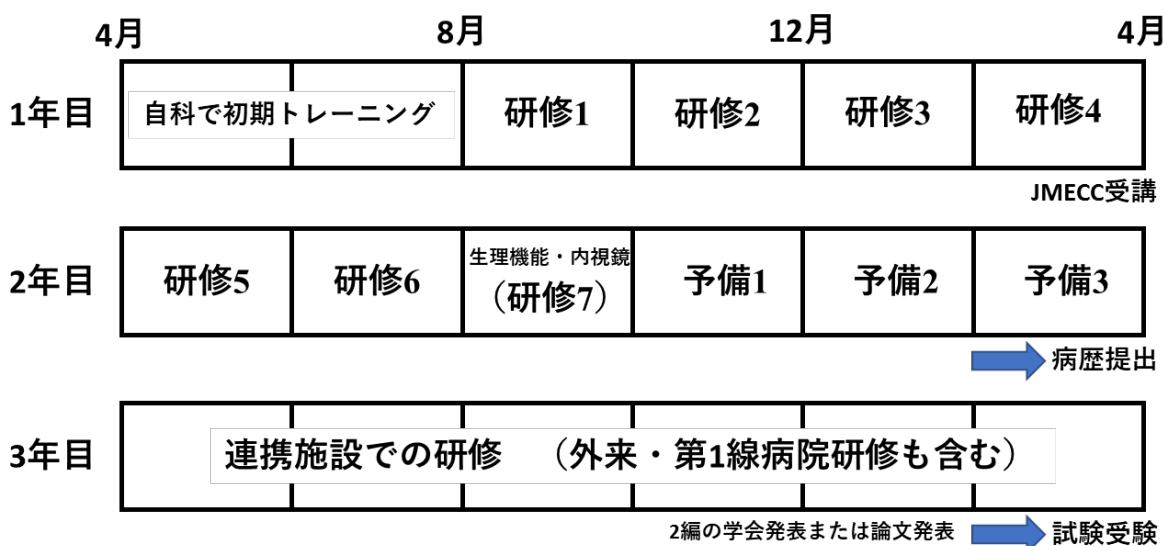 4月 8月 12月 4月
1年目 自科で初期トレーニング 研修1 研修2 研修3 研修4
JMECC受講
生理機能・内視鏡
2年目 研修5 研修6 （研修7） 予備1 予備2 予備3
病歴提出
3年目 連携施設での研修　（外来・第1線病院研修も含む）
2編の学会発表または論文発表 試験受験